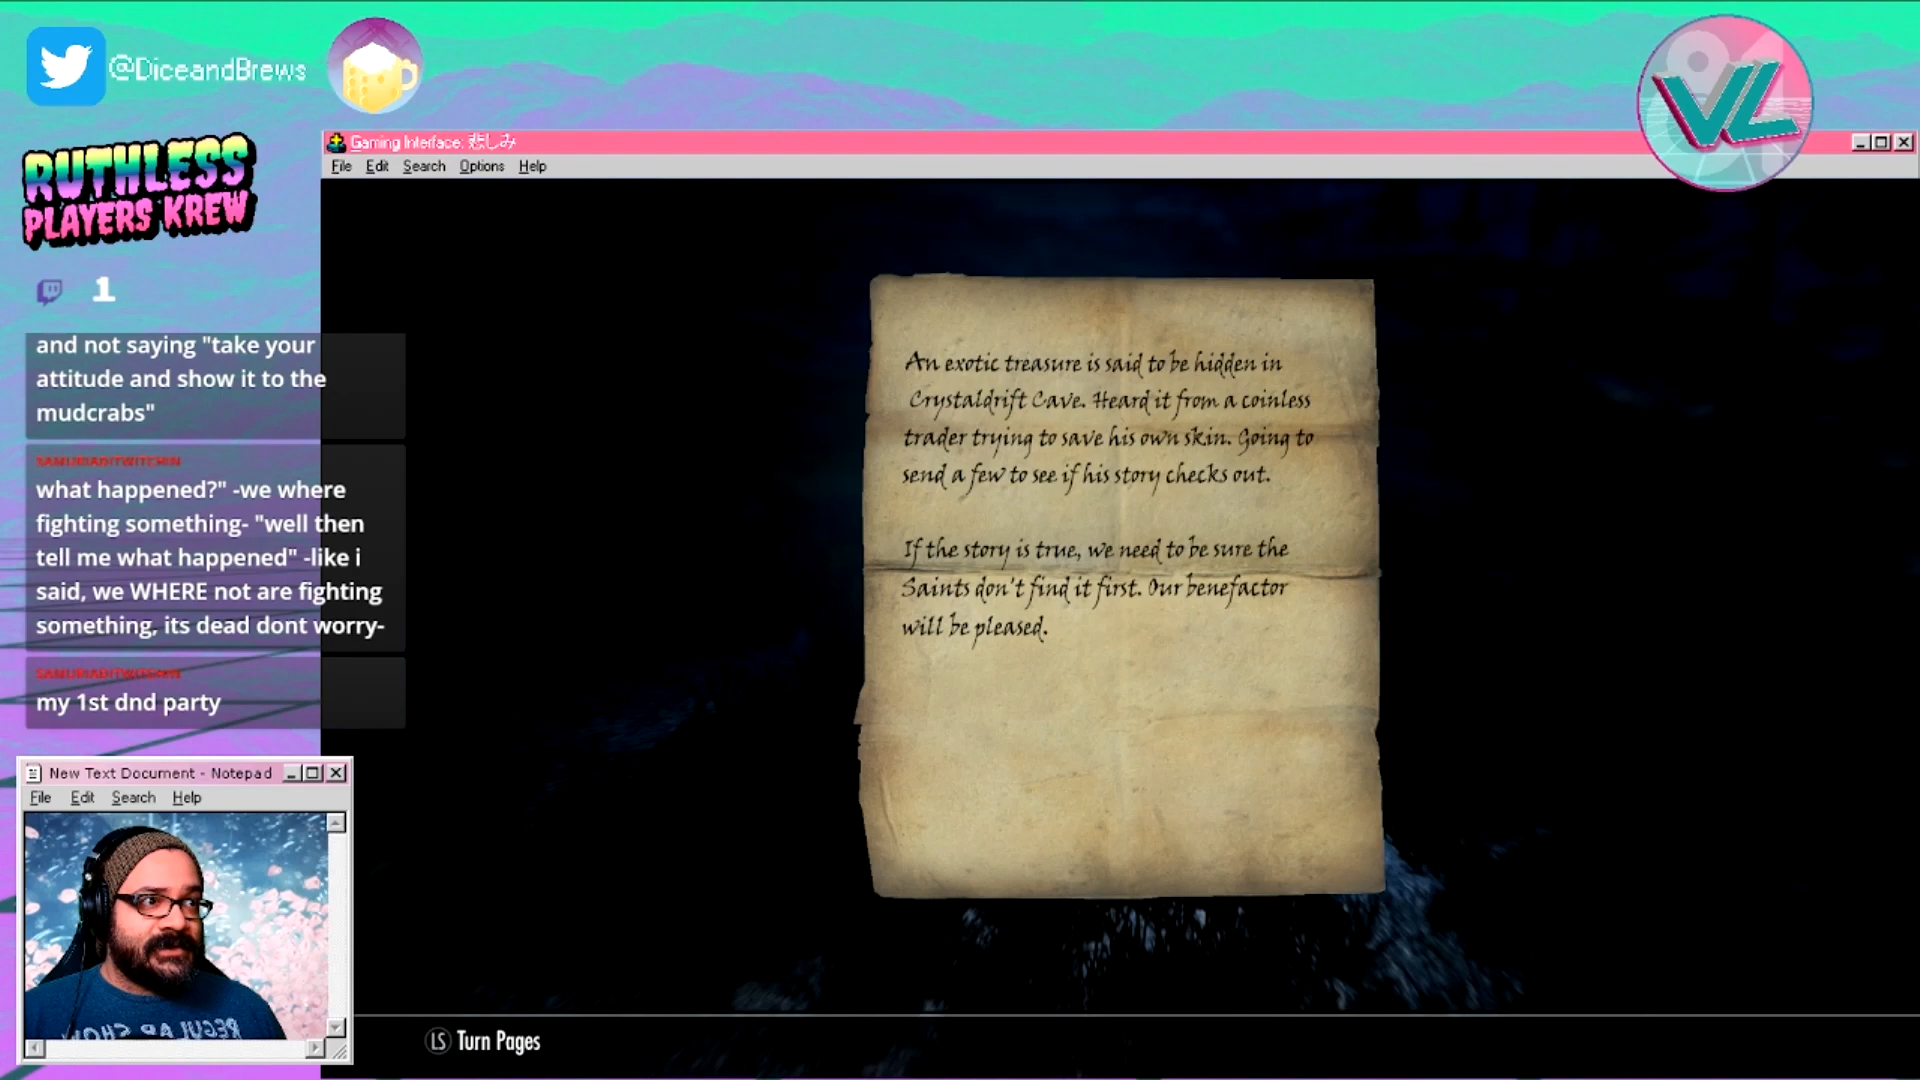 @DiceandBrews
VL
RUTHLESS
PLAYERS KREW
Gaming Interface: 悲しみ
File Edit Search Options Help
1
and not saying "take your
attitude and show it to the
mudcrabs"
what happened?" -we where
fighting something- "well then
tell me what happened" -like i
said, we WHERE not are fighting
something, its dead dont worry-
my 1st dnd party
New Text Document - Notepad
File Edit Search Help
An exotic treasure is said to be hidden in
Crystaldrift Cave. Heard it from a coinless
trader trying to save his own skin. Going to
send a few to see if his story checks out.
If the story is true, we need to be sure the
Saints don't find it first. Our benefactor
will be pleased.
REGULAR SHOW
LS Turn Pages